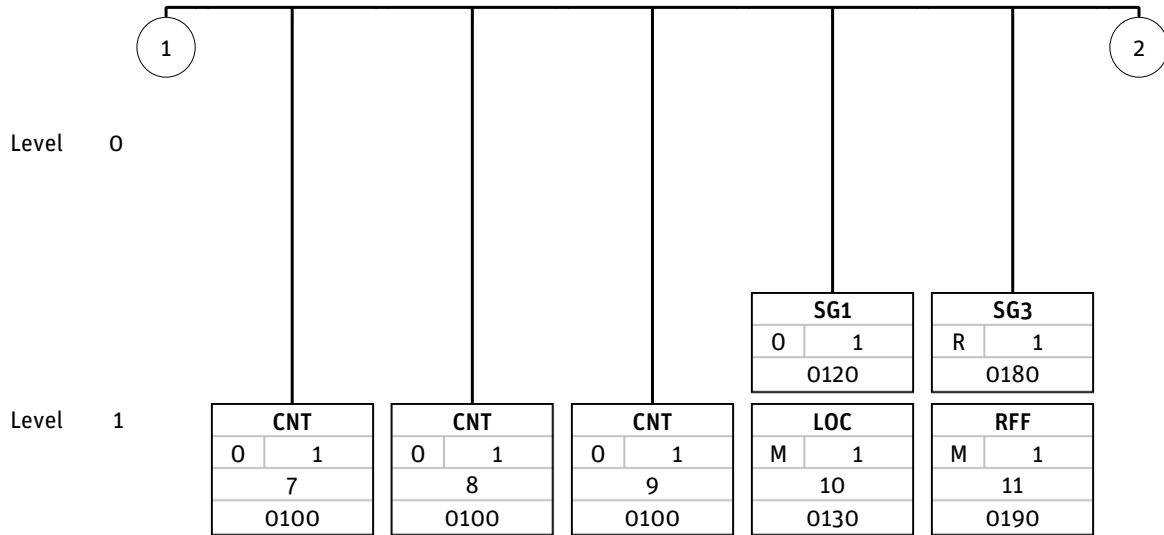 1 2
Level 0
SG1 SG3
O 1 R 1
0120 0180
Level 1 CNT CNT CNT LOC RFF
O 1 O 1 O 1 M 1 M 1
7 8 9 10 11
0100 0100 0100 0130 0190